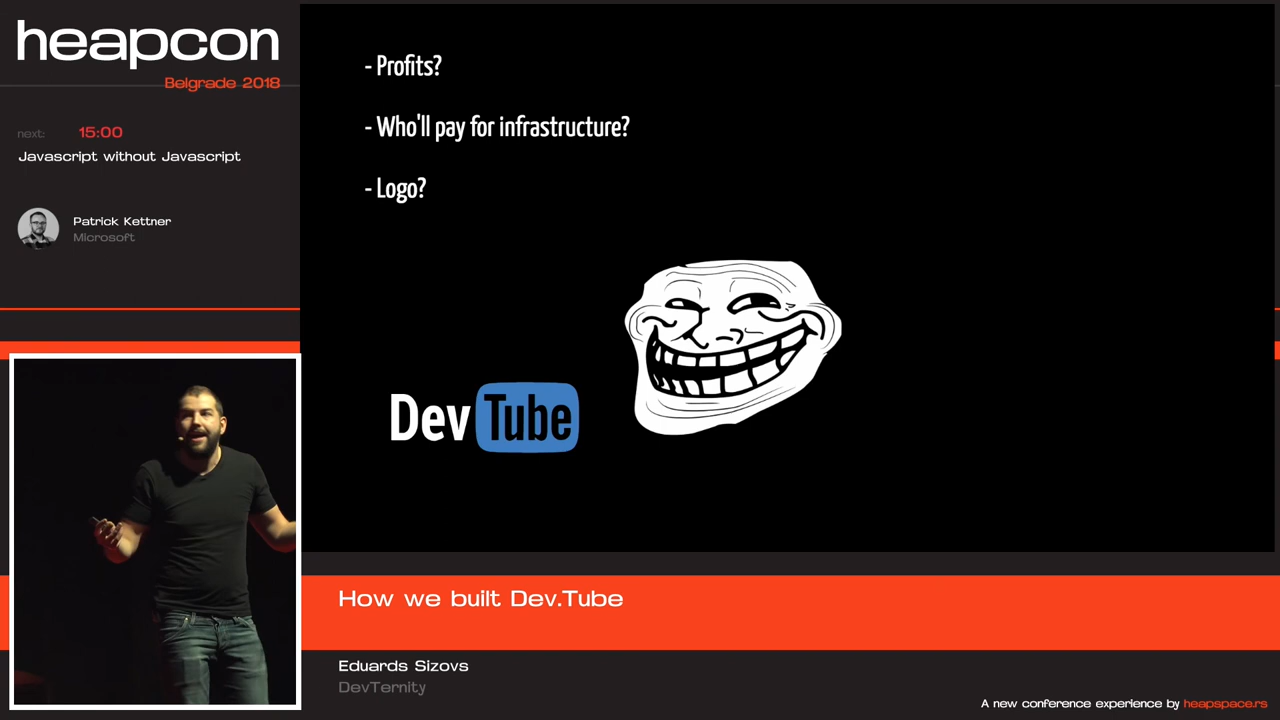 heapcon
Belgrade 2018
next: 15:00
Javascript without Javascript
Patrick Kettner
Microsoft
- Profits?
- Who'll pay for infrastructure?
- Logo?
DevTube
How we built Dev.Tube
Eduards Sizovs
DevTernity
A new conference experience by heapspace.rs